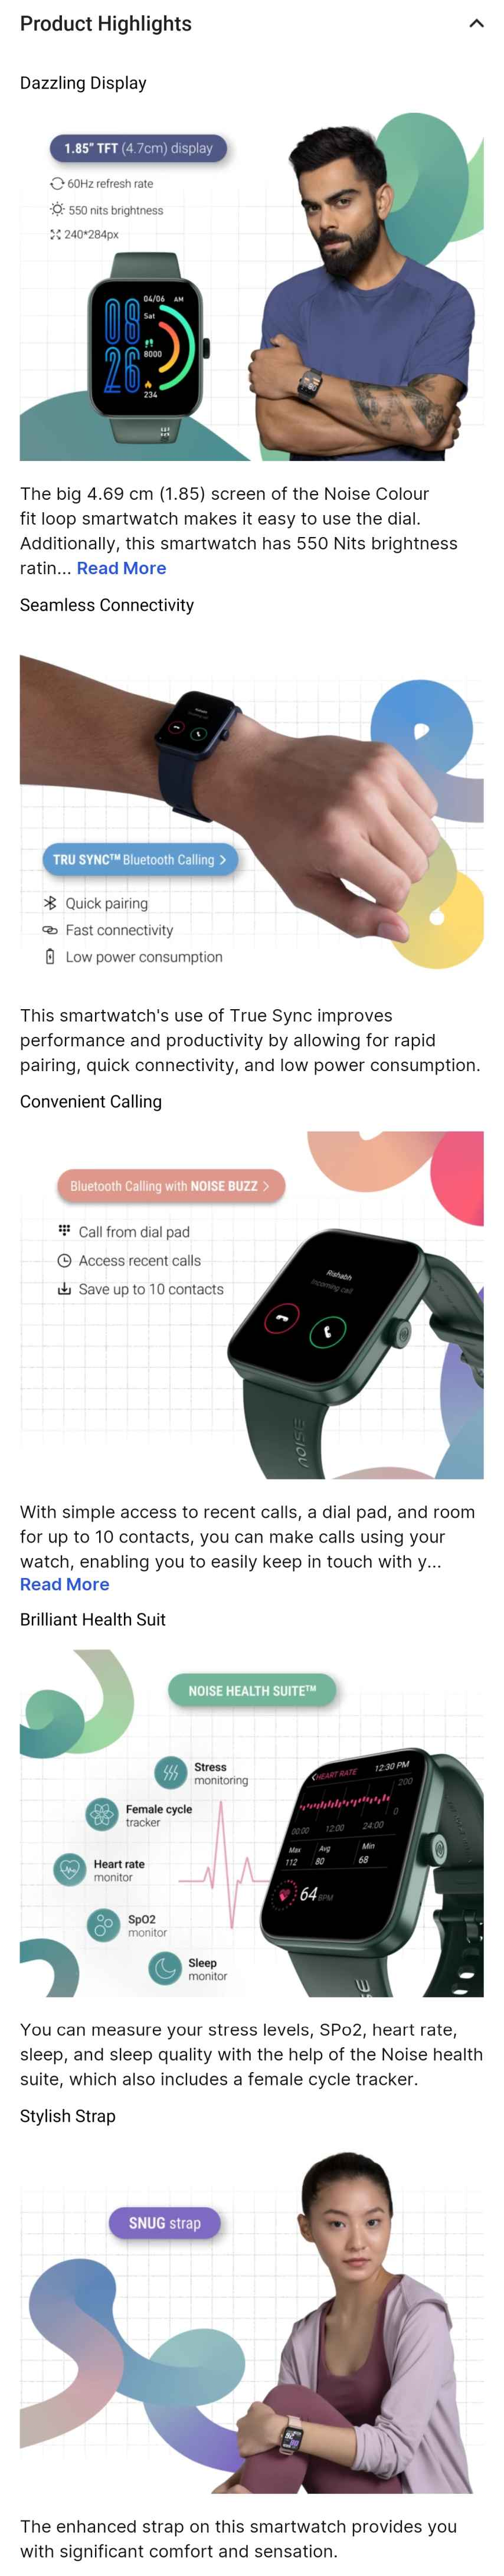 Product Highlights
Dazzling Display
1.85" TFT (4.7cm) display
60Hz refresh rate
550 nits brightness
240*284px
04/06 AM
Sat
08
26
8000
234
The big 4.69 cm (1.85) screen of the Noise Colour
fit loop smartwatch makes it easy to use the dial.
Additionally, this smartwatch has 550 Nits brightness
ratin... Read More
Seamless Connectivity
TRU SYNC™ Bluetooth Calling >
Quick pairing
Fast connectivity
Low power consumption
This smartwatch's use of True Sync improves
performance and productivity by allowing for rapid
pairing, quick connectivity, and low power consumption.
Convenient Calling
Bluetooth Calling with NOISE BUZZ >
Call from dial pad
Access recent calls
Save up to 10 contacts
Rishabh
Incoming call
NOISE
With simple access to recent calls, a dial pad, and room
for up to 10 contacts, you can make calls using your
watch, enabling you to easily keep in touch with y...
Read More
Brilliant Health Suit
NOISE HEALTH SUITE™
Stress
monitoring
Female cycle
tracker
Heart rate
monitor
SpO2
monitor
Sleep
monitor
HEART RATE 12:30 PM
200
0
00:00 12:00 24:00
Max Avg Min
112 80 68
64 BPM
You can measure your stress levels, SPo2, heart rate,
sleep, and sleep quality with the help of the Noise health
suite, which also includes a female cycle tracker.
Stylish Strap
SNUG strap
The enhanced strap on this smartwatch provides you
with significant comfort and sensation.